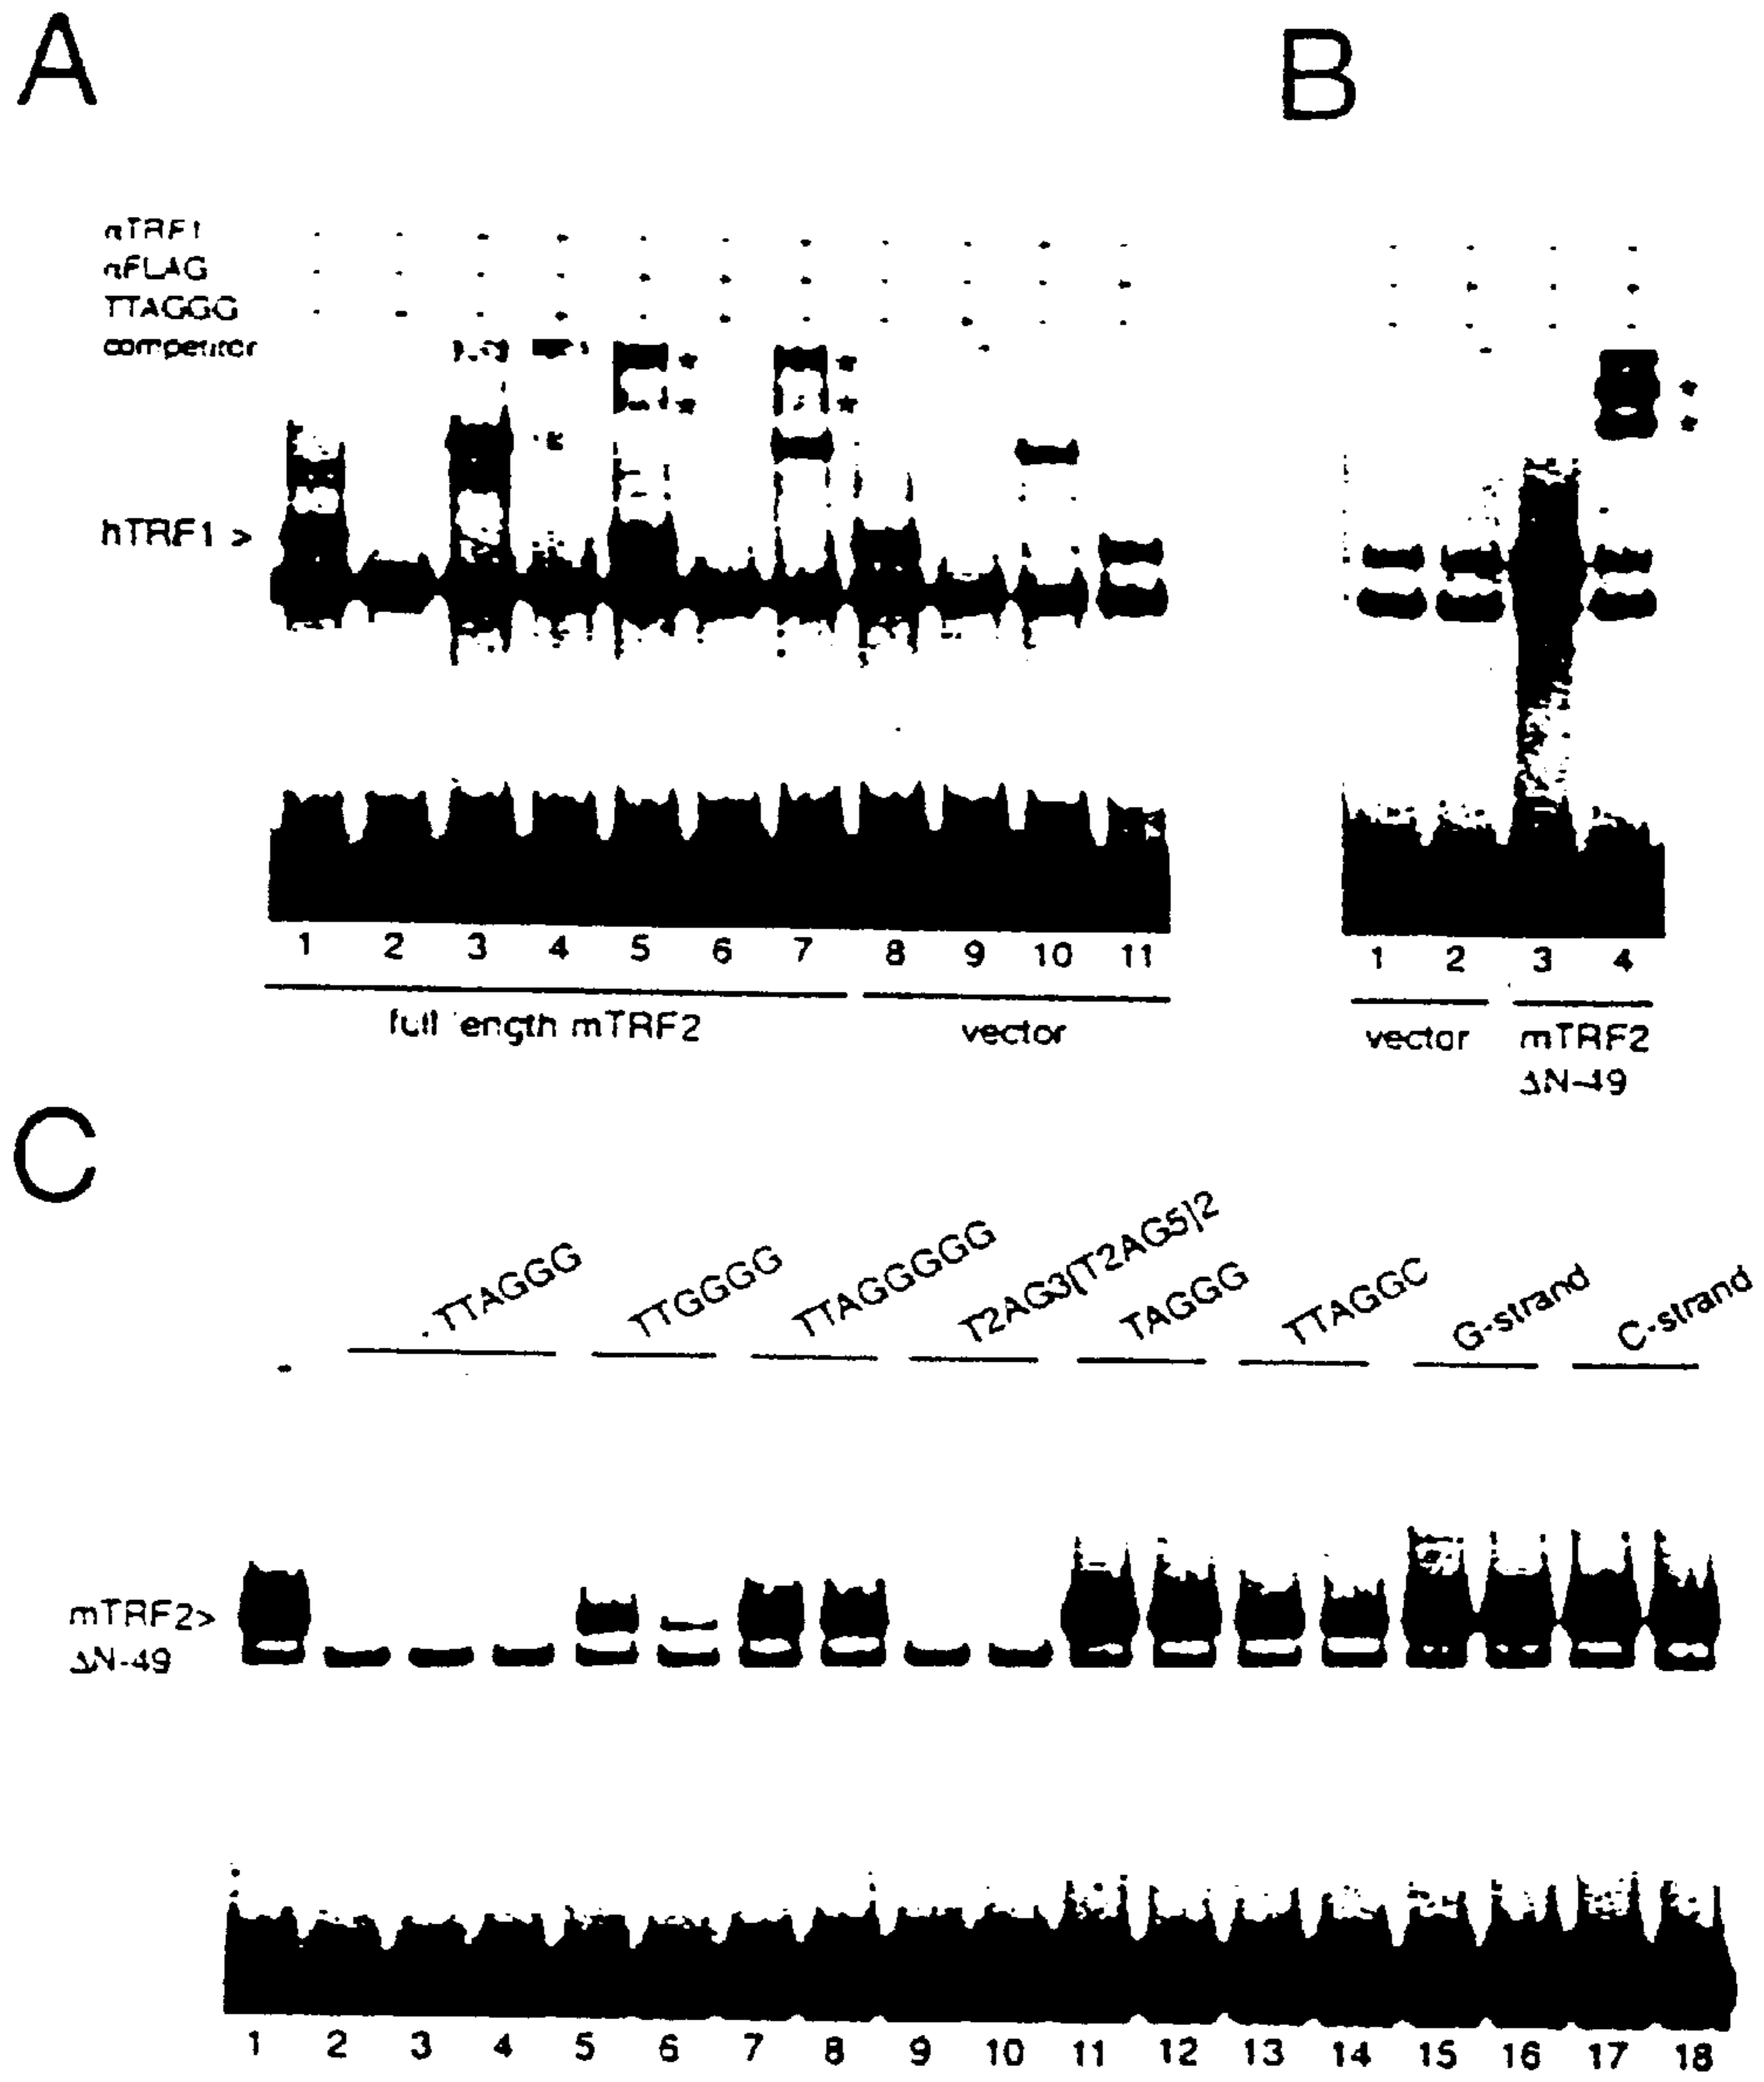 A
B
αTRF1
αFLAG
TTAGGG
competitor
hTRF1 >
1 2 3 4 5 6 7 8 9 10 11
full length mTRF2
vector
1 2 3 4
vector
mTRF2
ΔN-49
C
- TTAGGG TTGGGG TTAGGGGG T2AG3(T2AG5)2 TAGGG TTAGGC G-strand C-strand
mTRF2>
ΔN-49
1 2 3 4 5 6 7 8 9 10 11 12 13 14 15 16 17 18